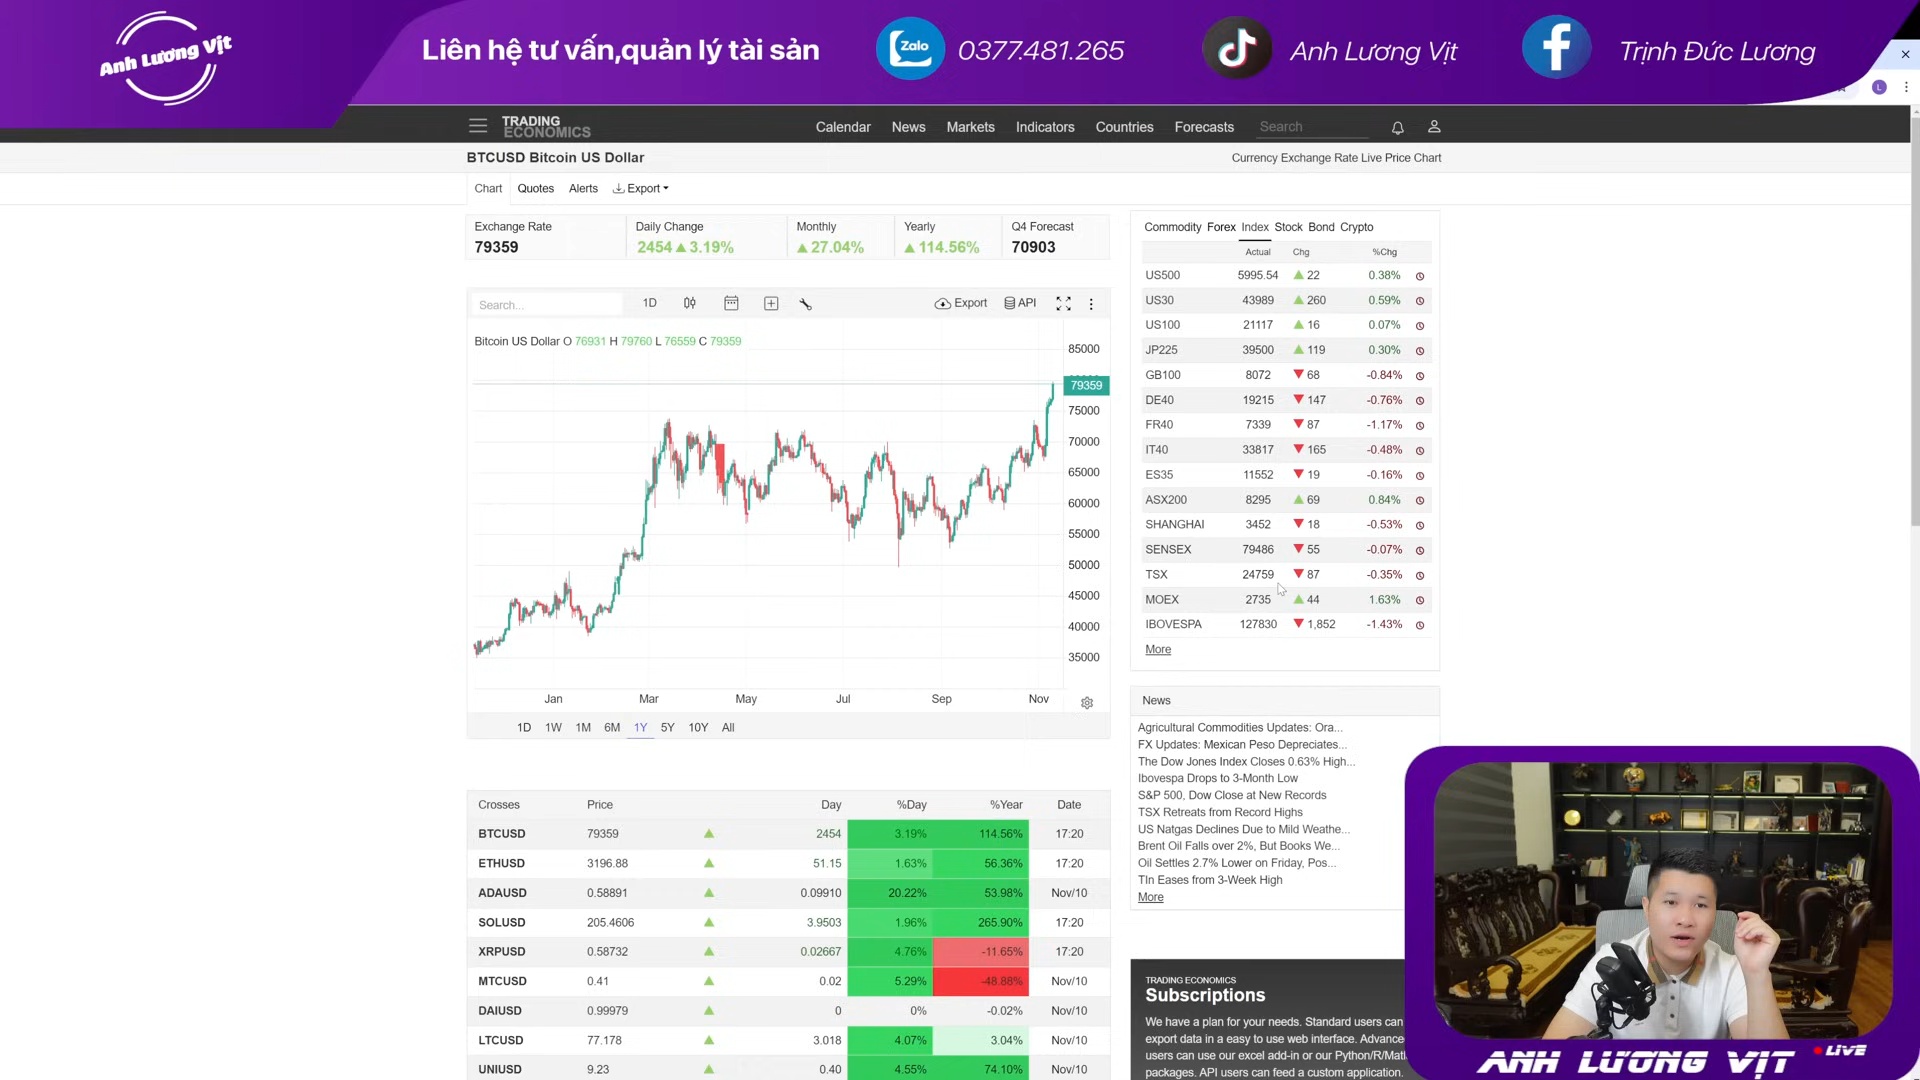 Anh Lương Vịt
Liên hệ tư vấn,quản lý tài sản
Zalo
0377.481.265
Anh Lương Vịt
Trịnh Đức Lương
L
TRADING
ECONOMICS
Calendar News Markets Indicators Countries Forecasts Search
BTCUSD Bitcoin US Dollar
Currency Exchange Rate Live Price Chart
Chart Quotes Alerts Export
Exchange Rate Daily Change Monthly Yearly Q4 Forecast
79359 2454 ▲3.19% ▲27.04% ▲114.56% 70903
Search... 1D Export API
Bitcoin US Dollar O 76931 H 79760 L 76559 C 79359
85000
79359
75000
70000
65000
60000
55000
50000
45000
40000
35000
Jan Mar May Jul Sep Nov
1D 1W 1M 6M 1Y 5Y 10Y All
Crosses Price Day %Day %Year Date
BTCUSD 79359 2454 3.19% 114.56% 17:20
ETHUSD 3196.88 51.15 1.63% 56.36% 17:20
ADAUSD 0.58891 0.09910 20.22% 53.98% Nov/10
SOLUSD 205.4606 3.9503 1.96% 265.90% 17:20
XRPUSD 0.58732 0.02667 4.76% -11.65% 17:20
MTCUSD 0.41 0.02 5.29% -48.88% Nov/10
DAIUSD 0.99979 0 0% -0.02% Nov/10
LTCUSD 77.178 3.018 4.07% 3.04% Nov/10
UNIUSD 9.23 0.40 4.55% 74.10% Nov/10
Commodity Forex Index Stock Bond Crypto
Actual Chg %Chg
US500 5995.54 22 0.38%
US30 43989 260 0.59%
US100 21117 16 0.07%
JP225 39500 119 0.30%
GB100 8072 68 -0.84%
DE40 19215 147 -0.76%
FR40 7339 87 -1.17%
IT40 33817 165 -0.48%
ES35 11552 19 -0.16%
ASX200 8295 69 0.84%
SHANGHAI 3452 18 -0.53%
SENSEX 79486 55 -0.07%
TSX 24759 87 -0.35%
MOEX 2735 44 1.63%
IBOVESPA 127830 1,852 -1.43%
More
News
Agricultural Commodities Updates: Ora...
FX Updates: Mexican Peso Depreciates...
The Dow Jones Index Closes 0.63% High...
Ibovespa Drops to 3-Month Low
S&P 500, Dow Close at New Records
TSX Retreats from Record Highs
US Natgas Declines Due to Mild Weathe...
Brent Oil Falls over 2%, But Books We...
Oil Settles 2.7% Lower on Friday, Pos...
TIn Eases from 3-Week High
More
TRADING ECONOMICS
Subscriptions
We have a plan for your needs. Standard users can
export data in a easy to use web interface. Advance
users can use our excel add-in or our Python/R/Matl
packages. API users can feed a custom application.
ANH LƯƠNG VỊT LIVE